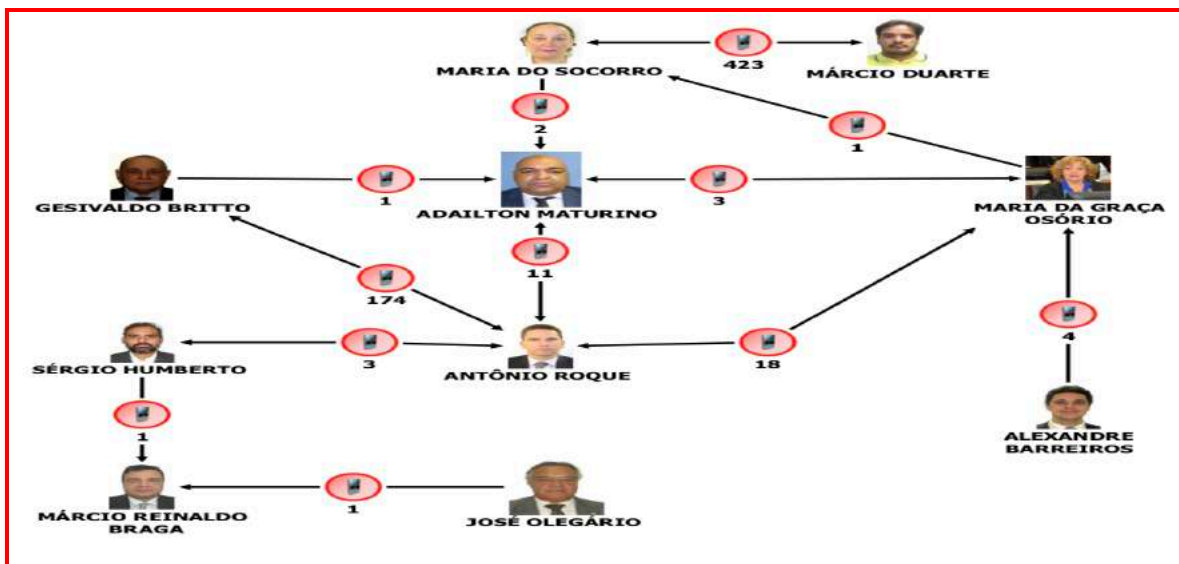 423
MARIA DO SOCORRO
MÁRCIO DUARTE
2
1
1
3
GESIVALDO BRITTO
ADAILTON MATURINO
MARIA DA GRAÇA
OSÓRIO
11
174
3
18
4
SÉRGIO HUMBERTO
ANTÔNIO ROQUE
1
ALEXANDRE
BARREIROS
1
MÁRCIO REINALDO
BRAGA
JOSÉ OLEGÁRIO